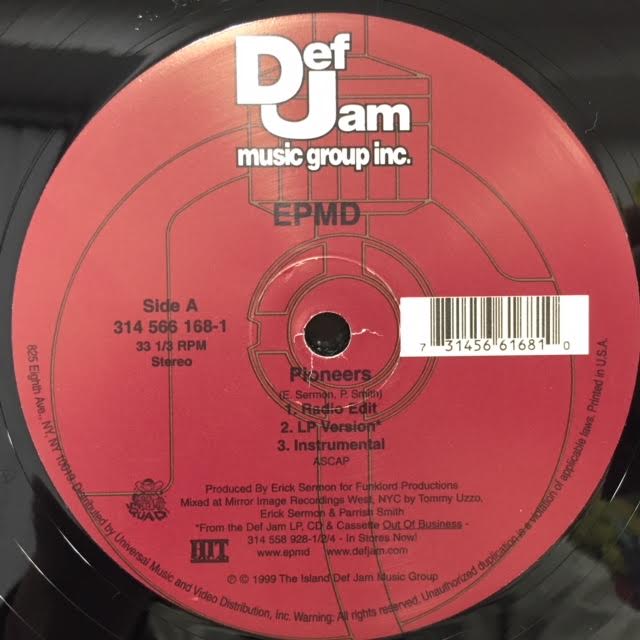 Def Jam
music group inc.
EPMD
Side A
314 566 168-1
33 1/3 RPM
Stereo
7 31456 61681 0
Pioneers
(E. Sermon, P. Smith)
1. Radio Edit
2. LP Version*
3. Instrumental
ASCAP
Produced By Erick Sermon for Funklord Productions
Mixed at Mirror Image Recordings West, NYC by Tommy Uzzo,
Erick Sermon & Parrish Smith
*From the Def Jam LP, CD & Cassette Out Of Business -
314 558 928-1/2/4 - In Stores Now!
www.epmd www.defjam.com
SQUAD
HIT
℗ © 1999 The Island Def Jam Music Group
825 Eighth Ave., NY, NY 10019. Distributed by Universal Music and Video Distribution, Inc. Warning: All rights reserved. Unauthorized duplication is a violation of applicable laws. Printed in U.S.A.